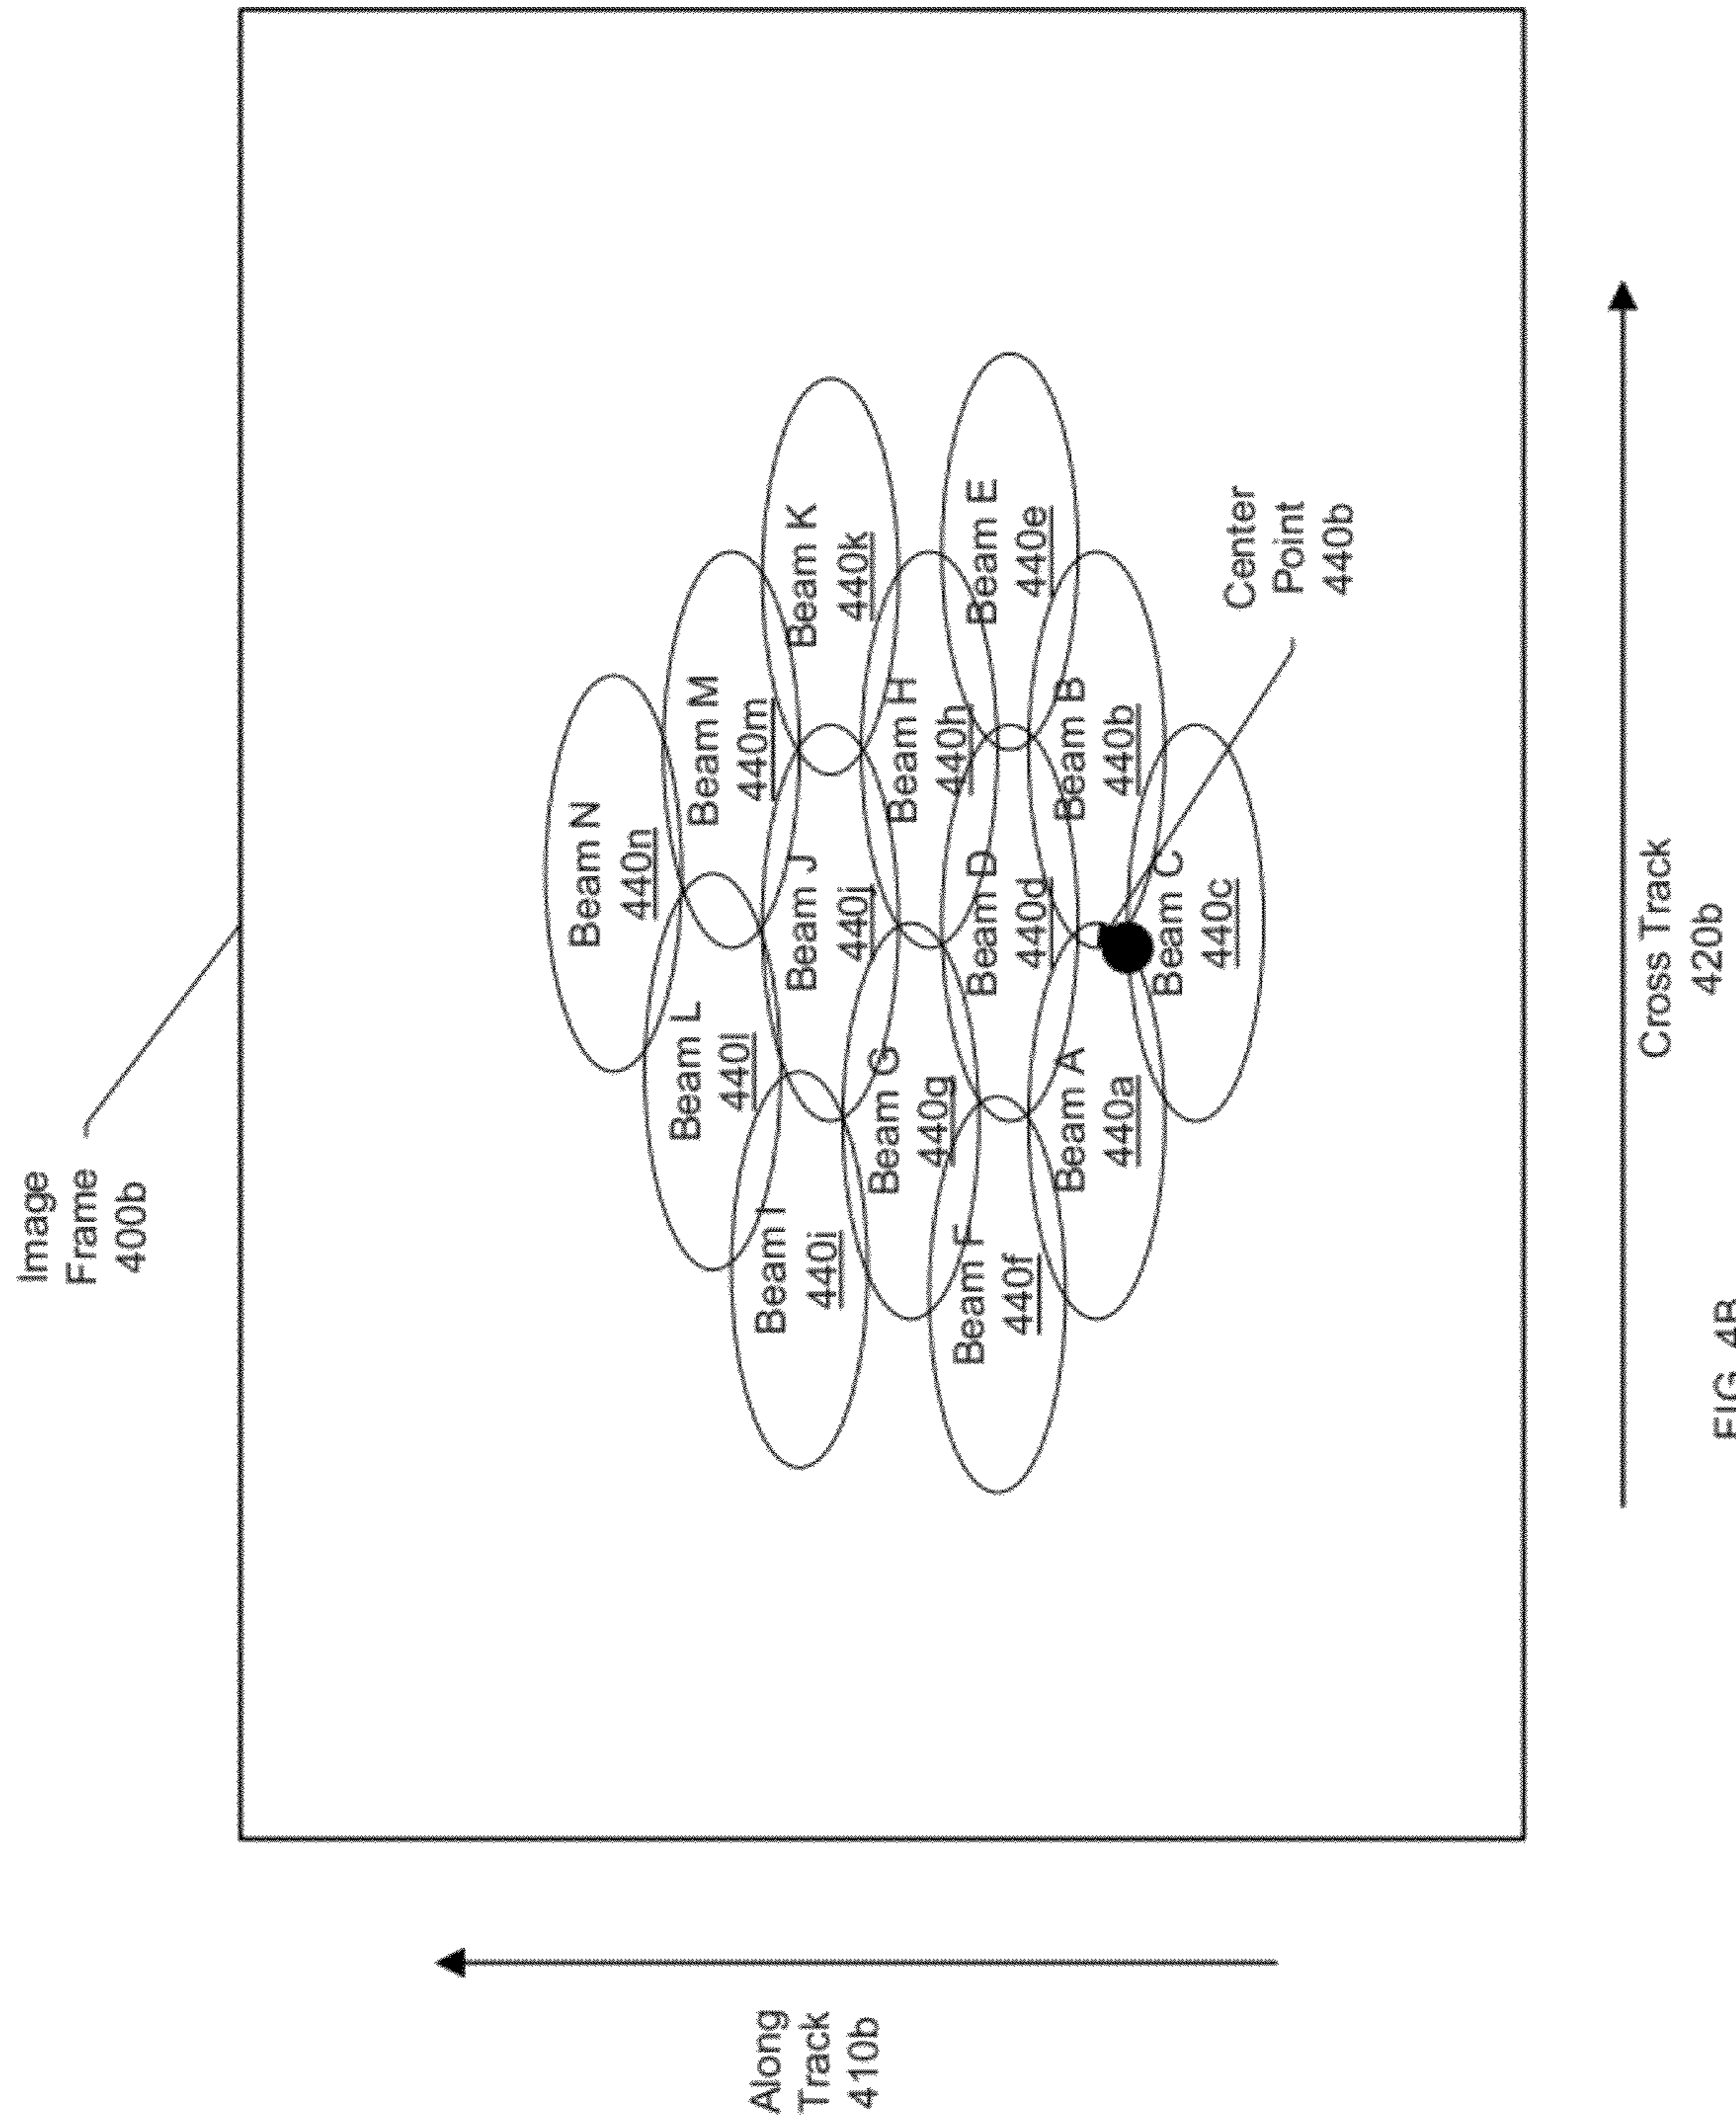 Image
Frame
400b
Beam N
440n
Beam L
440l
Beam M
440m
Beam I
440i
Beam J
440j
Beam K
440k
Beam G
440g
Beam H
440h
Beam F
440f
Beam D
440d
Beam E
440e
Beam A
440a
Beam B
440b
Beam C
440c
Center
Point
440b
Along
Track
410b
Cross Track
420b
FIG. 4B